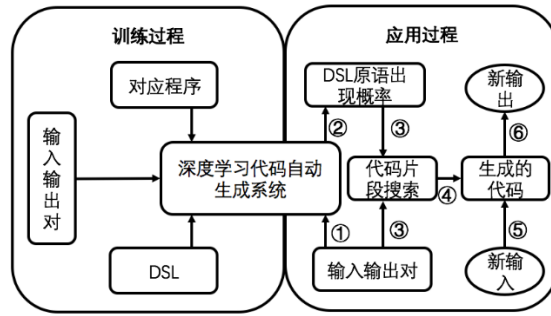 训练过程
对应程序
输
入
输
出
对
深度学习代码自动
生成系统
DSL
应用过程
DSL原语出
现概率
②
③
代码片
段搜索
①
③
输入输出对
④
新输
出
⑥
生成的
代码
⑤
新输
入